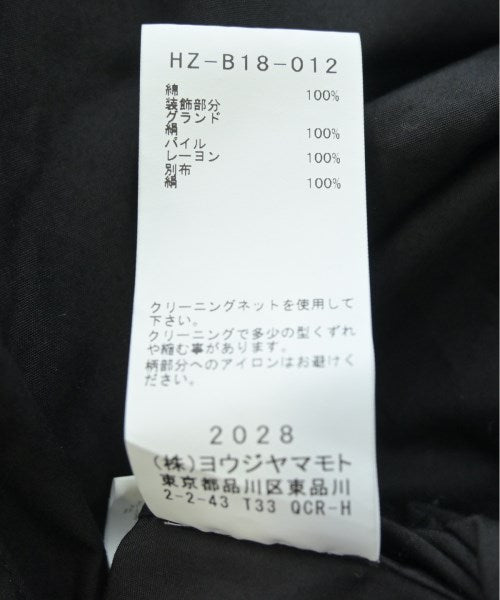 HZ-B18-012
綿 100%
装飾部分
グランド
絹 100%
パイル
レーヨン 100%
別布
絹 100%
クリーニングネットを使用して
下さい。
クリーニングで多少の型くずれ
や縮む事があります。
柄部分へのアイロンはお避けく
ださい。
2028
(株)ヨウジヤマモト
東京都品川区東品川
2-2-43 T33 QCR-H